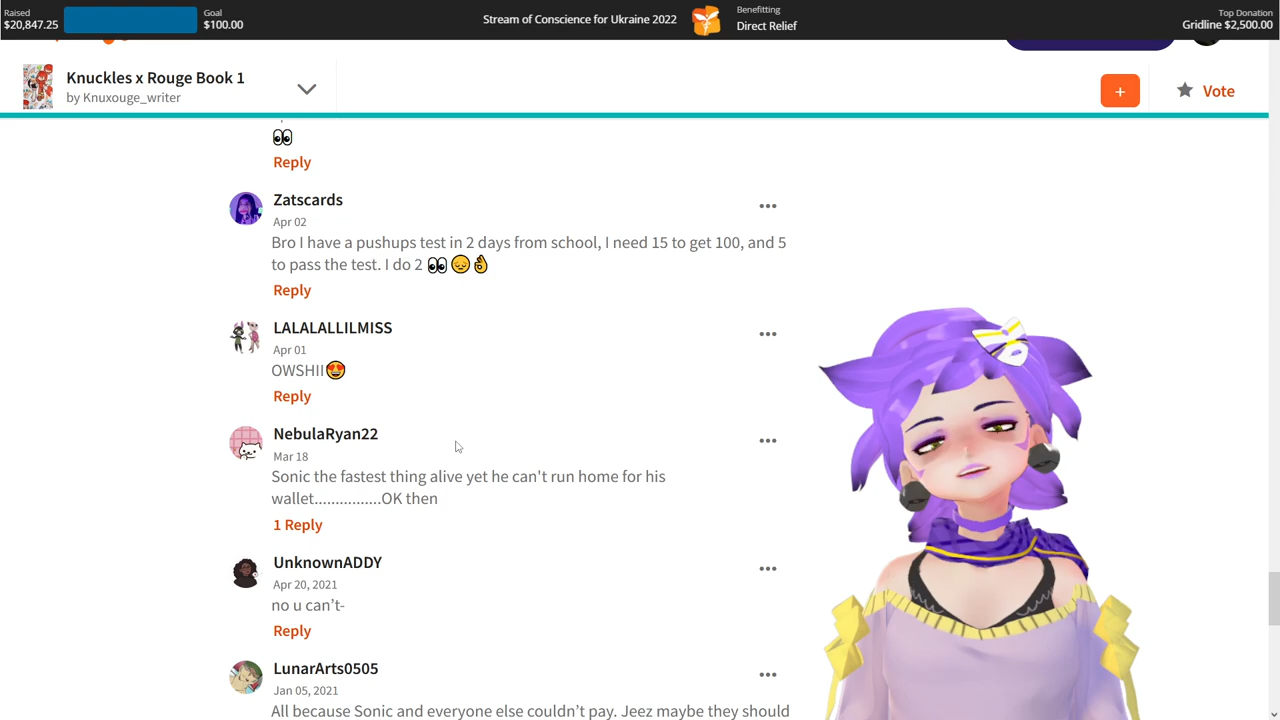 Raised
$20,847.25
Goal
$100.00
Stream of Conscience for Ukraine 2022
Benefitting
Direct Relief
Top Donation
Gridline $2,500.00
Knuckles x Rouge Book 1
by Knuxouge_writer
+
Vote
👀
Reply
Zatscards
Apr 02
Bro I have a pushups test in 2 days from school, I need 15 to get 100, and 5
to pass the test. I do 2 👀😞👌
Reply
LALALALLILMISS
Apr 01
OWSHII😍
Reply
NebulaRyan22
Mar 18
Sonic the fastest thing alive yet he can't run home for his
wallet................OK then
1 Reply
UnknownADDY
Apr 20, 2021
no u can’t-
Reply
LunarArts0505
Jan 05, 2021
All because Sonic and everyone else couldn’t pay. Jeez maybe they should